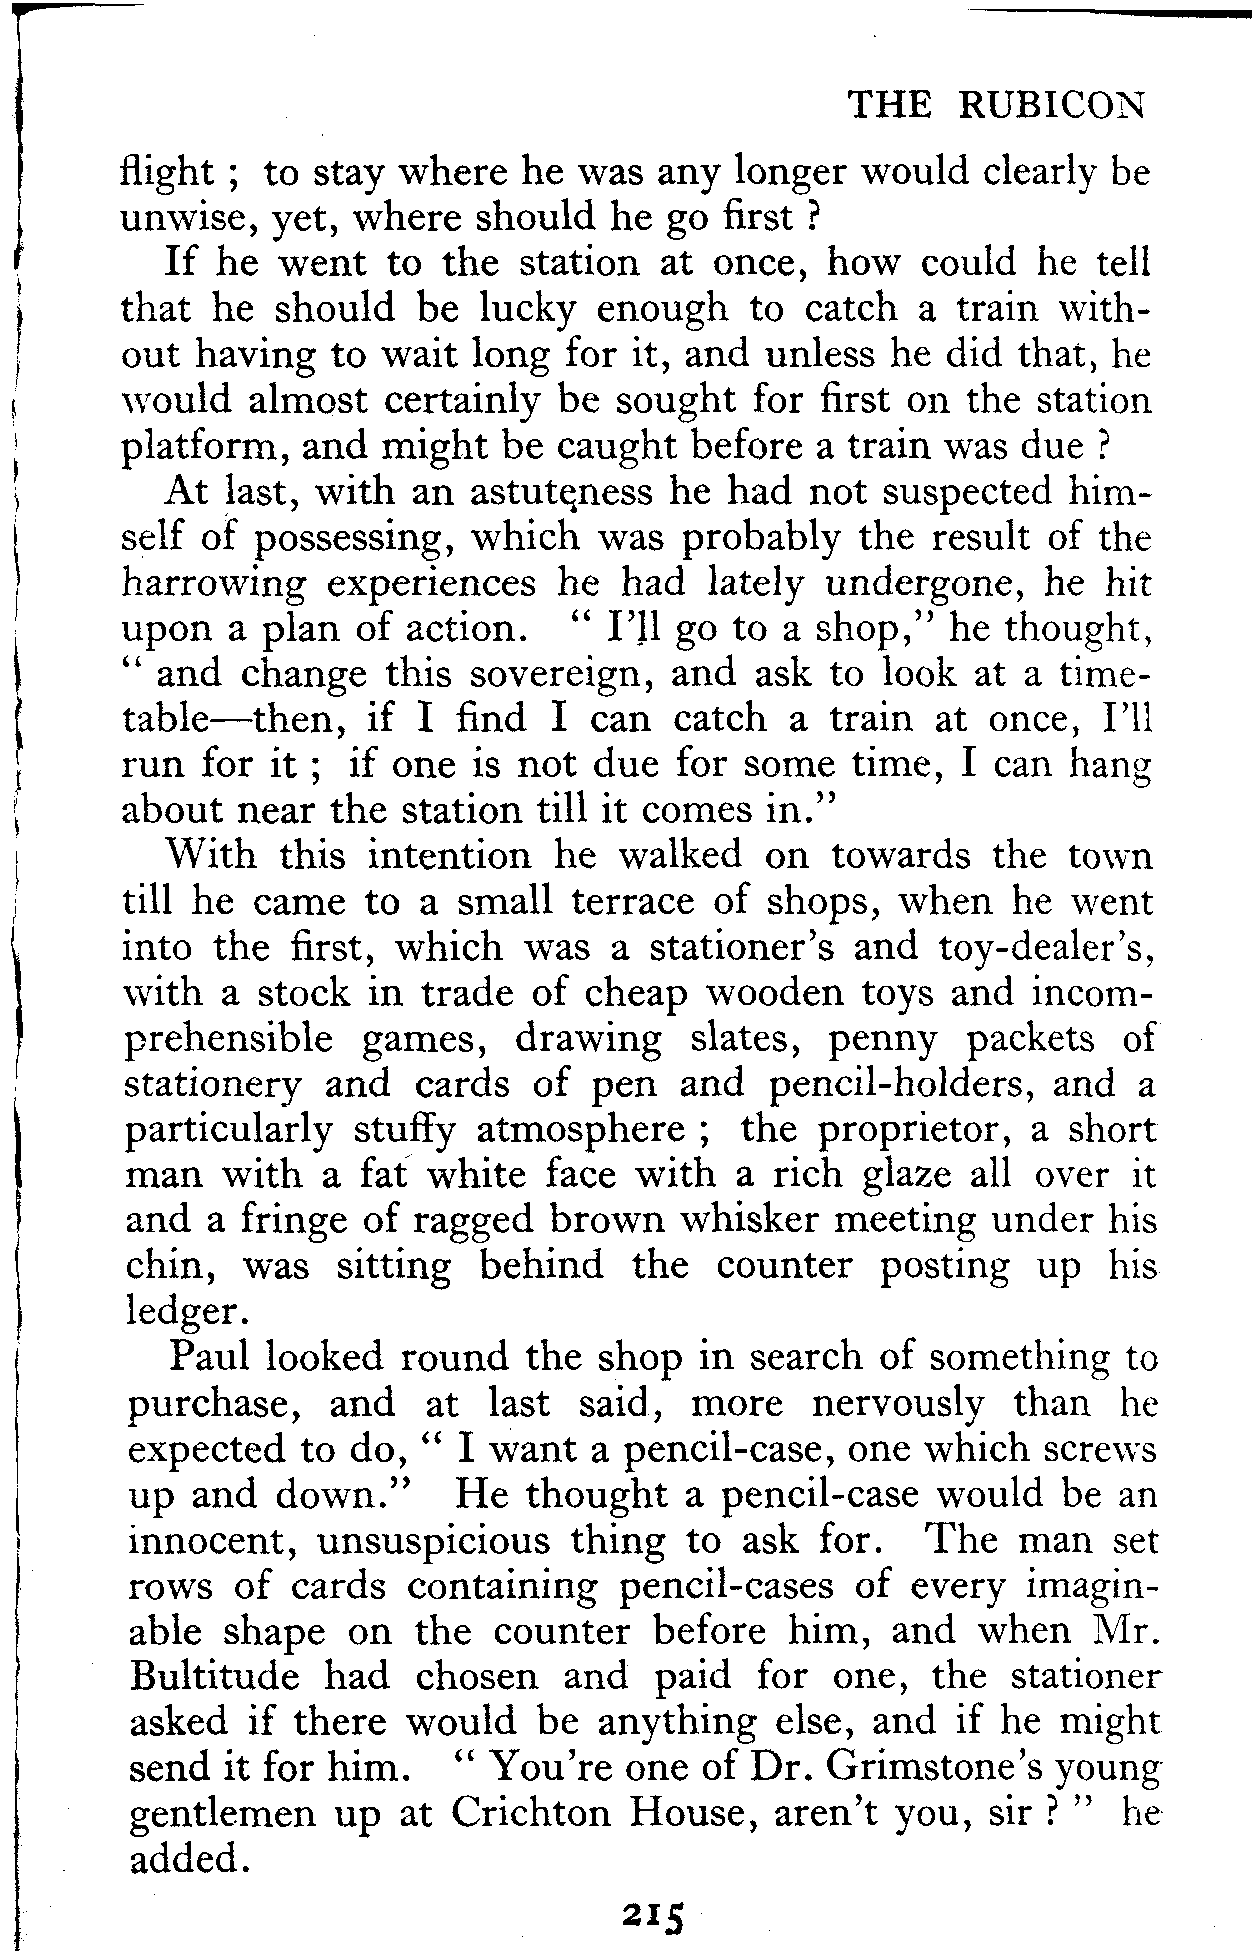 THE RUBICON
flight ; to stay where he was any longer would clearly be
unwise, yet, where should he go first ?
If he went to the station at once, how could he tell
that he should be lucky enough to catch a train with-
out having to wait long for it, and unless he did that, he
would almost certainly be sought for first on the station
platform, and might be caught before a train was due ?
At last, with an astuteness he had not suspected him-
self of possessing, which was probably the result of the
harrowing experiences he had lately undergone, he hit
upon a plan of action. “ I’ll go to a shop,” he thought,
“ and change this sovereign, and ask to look at a time-
table—then, if I find I can catch a train at once, I’ll
run for it ; if one is not due for some time, I can hang
about near the station till it comes in.”
With this intention he walked on towards the town
till he came to a small terrace of shops, when he went
into the first, which was a stationer’s and toy-dealer’s,
with a stock in trade of cheap wooden toys and incom-
prehensible games, drawing slates, penny packets of
stationery and cards of pen and pencil-holders, and a
particularly stuffy atmosphere ; the proprietor, a short
man with a fat white face with a rich glaze all over it
and a fringe of ragged brown whisker meeting under his
chin, was sitting behind the counter posting up his
ledger.
Paul looked round the shop in search of something to
purchase, and at last said, more nervously than he
expected to do, “ I want a pencil-case, one which screws
up and down.” He thought a pencil-case would be an
innocent, unsuspicious thing to ask for. The man set
rows of cards containing pencil-cases of every imagin-
able shape on the counter before him, and when Mr.
Bultitude had chosen and paid for one, the stationer
asked if there would be anything else, and if he might
send it for him. “ You’re one of Dr. Grimstone’s young
gentlemen up at Crichton House, aren’t you, sir ? ” he
added.
215